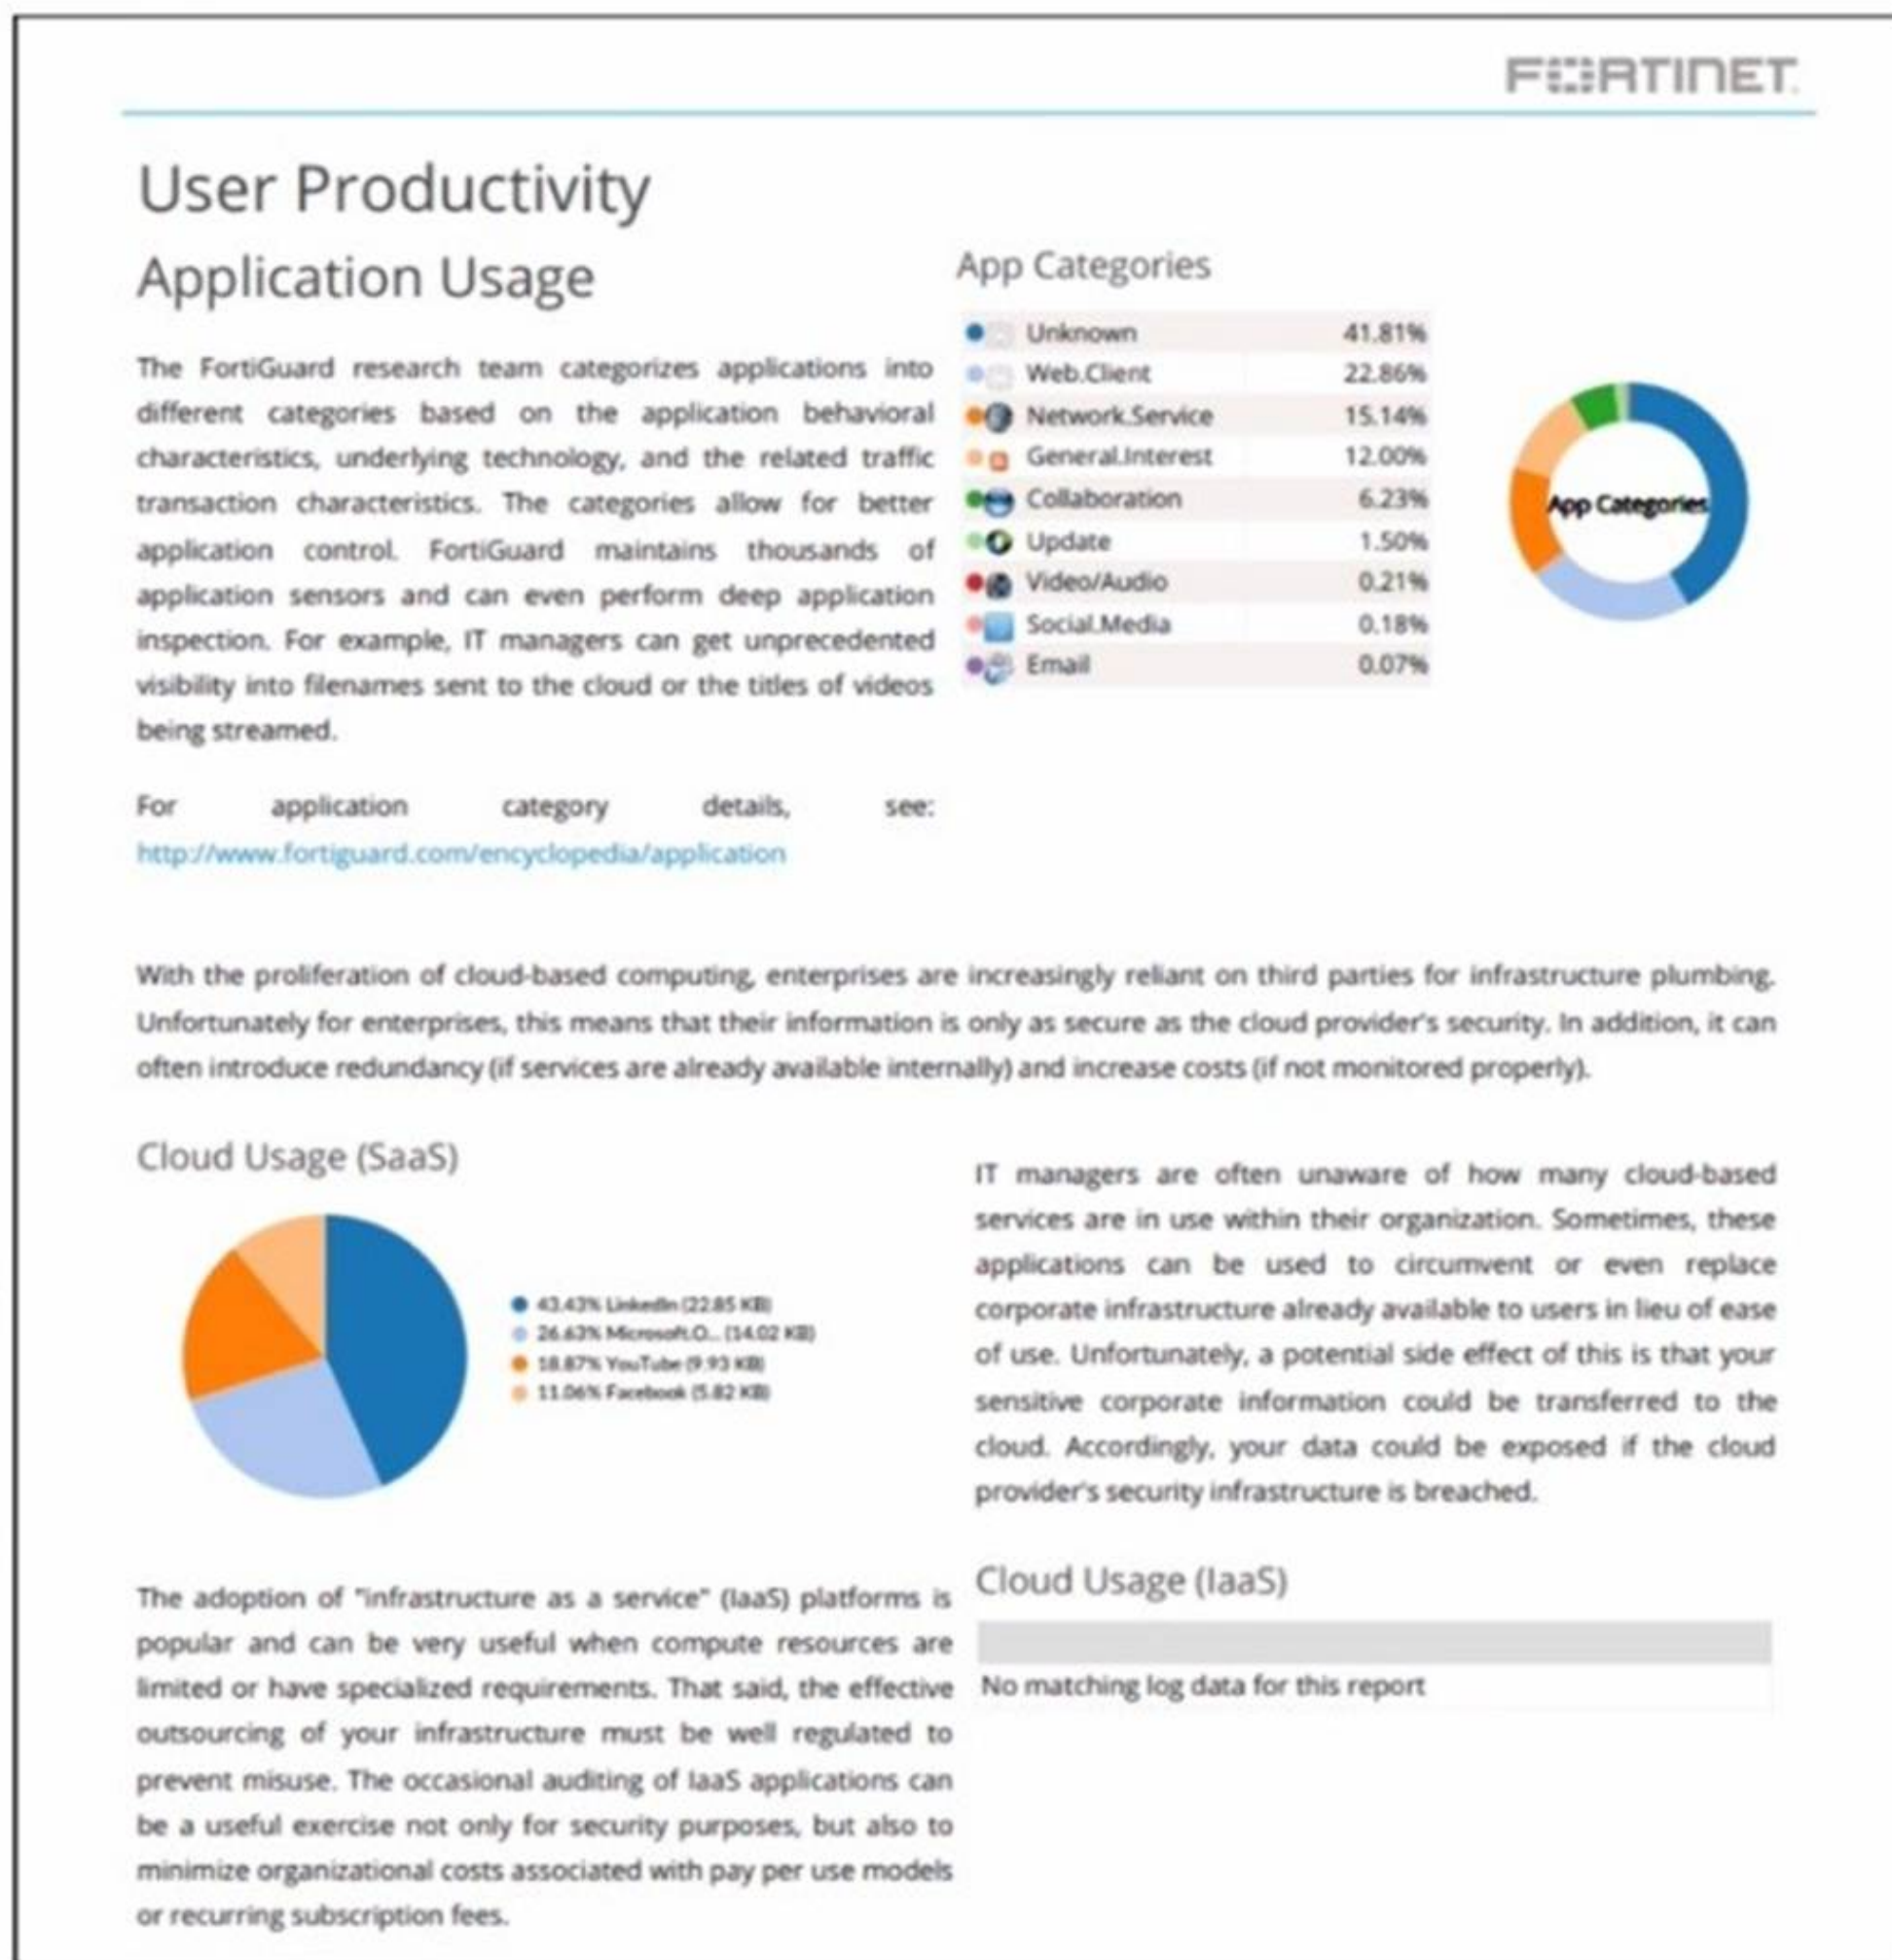 FORTINET
User Productivity
Application Usage
The FortiGuard research team categorizes applications into
different categories based on the application behavioral
characteristics, underlying technology, and the related traffic
transaction characteristics. The categories allow for better
application control. FortiGuard maintains thousands of
application sensors and can even perform deep application
inspection. For example, IT managers can get unprecedented
visibility into filenames sent to the cloud or the titles of videos
being streamed.
For application category details, see:
http://www.fortiguard.com/encyclopedia/application
App Categories
Unknown 41.81%
Web.Client 22.86%
Network.Service 15.14%
General.Interest 12.00%
Collaboration 6.23%
Update 1.50%
Video/Audio 0.21%
Social.Media 0.18%
Email 0.07%
App Categories
With the proliferation of cloud-based computing, enterprises are increasingly reliant on third parties for infrastructure plumbing.
Unfortunately for enterprises, this means that their information is only as secure as the cloud provider's security. In addition, it can
often introduce redundancy (if services are already available internally) and increase costs (if not monitored properly).
Cloud Usage (SaaS)
43.43% LinkedIn (22.85 KB)
26.63% Microsoft.O... (14.02 KB)
18.87% YouTube (9.93 KB)
11.06% Facebook (5.82 KB)
IT managers are often unaware of how many cloud-based
services are in use within their organization. Sometimes, these
applications can be used to circumvent or even replace
corporate infrastructure already available to users in lieu of ease
of use. Unfortunately, a potential side effect of this is that your
sensitive corporate information could be transferred to the
cloud. Accordingly, your data could be exposed if the cloud
provider's security infrastructure is breached.
The adoption of "infrastructure as a service" (IaaS) platforms is
popular and can be very useful when compute resources are
limited or have specialized requirements. That said, the effective
outsourcing of your infrastructure must be well regulated to
prevent misuse. The occasional auditing of IaaS applications can
be a useful exercise not only for security purposes, but also to
minimize organizational costs associated with pay per use models
or recurring subscription fees.
Cloud Usage (IaaS)
No matching log data for this report